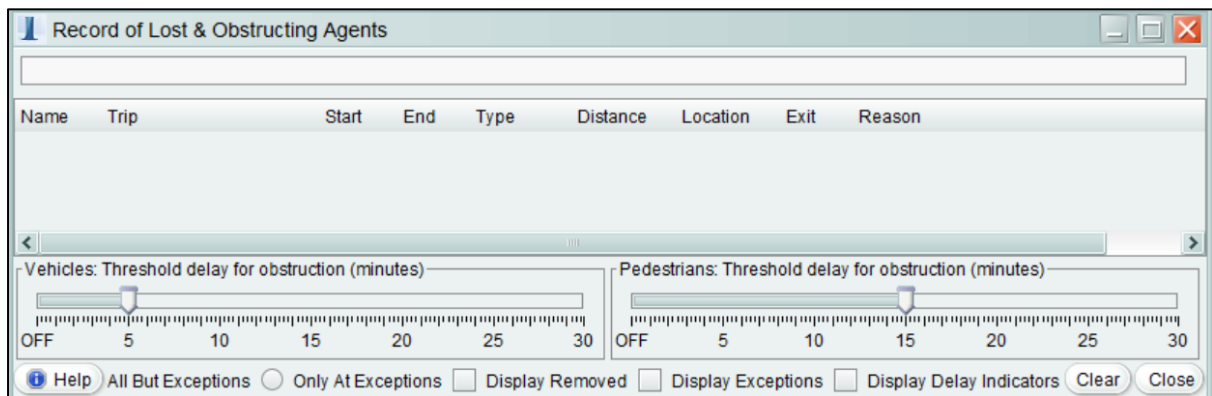 Record of Lost & Obstructing Agents
Name Trip Start End Type Distance Location Exit Reason
Vehicles: Threshold delay for obstruction (minutes) Pedestrians: Threshold delay for obstruction (minutes)
OFF 5 10 15 20 25 30 OFF 5 10 15 20 25 30
Help All But Exceptions Only At Exceptions Display Removed Display Exceptions Display Delay Indicators Clear Close